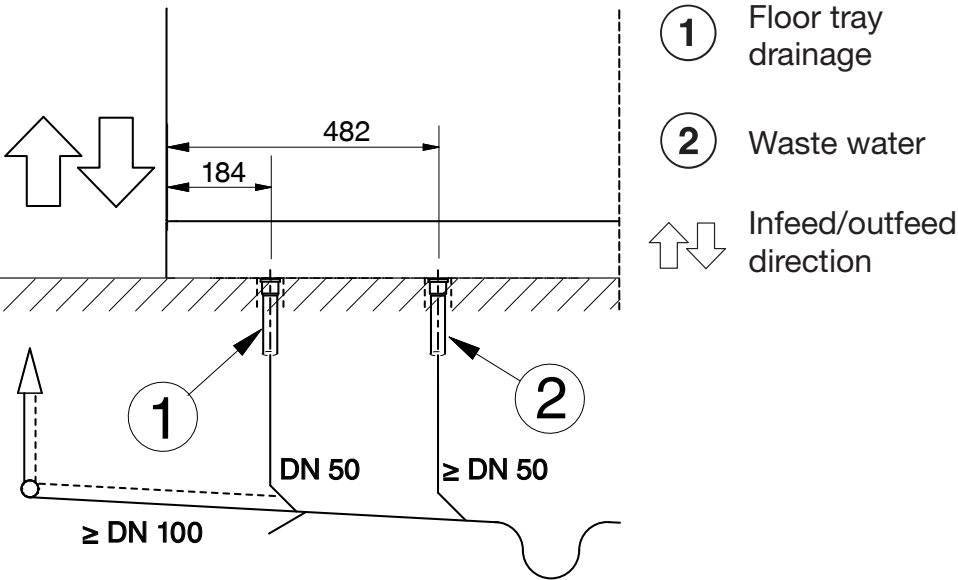 482
184
1
2
DN 50
≥ DN 50
≥ DN 100
1
Floor tray
drainage
2
Waste water
Infeed/outfeed
direction